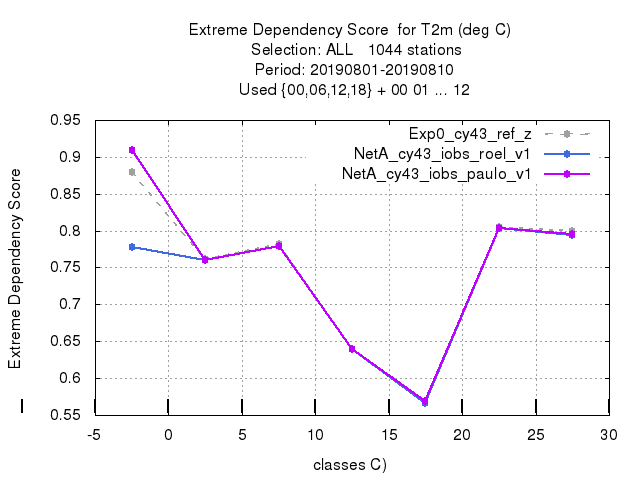 Extreme Dependency Score for T2m (deg C)
Selection: ALL 1044 stations
Period: 20190801-20190810
Used {00,06,12,18} + 00 01 ... 12
Exp0_cy43_ref_z
NetA_cy43_iobs_roel_v1
NetA_cy43_iobs_paulo_v1
Extreme Dependency Score
0.95
0.9
0.85
0.8
0.75
0.7
0.65
0.6
0.55
-5 0 5 10 15 20 25 30
classes C)